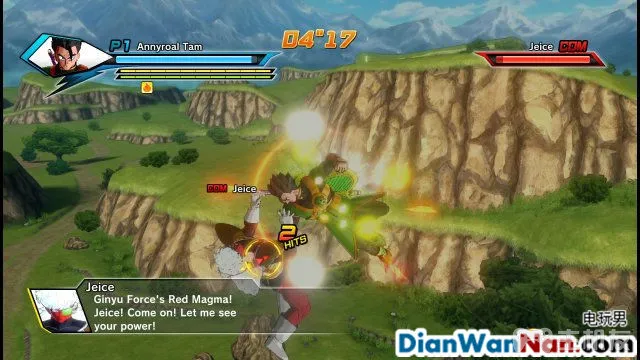 P1 Annyroal Tam
04"17
Jeice COM
COM Jeice
2
HITS
Jeice
Ginyu Force's Red Magma!
Jeice! Come on! Let me see
your power!
电玩男
DianWanNan.com